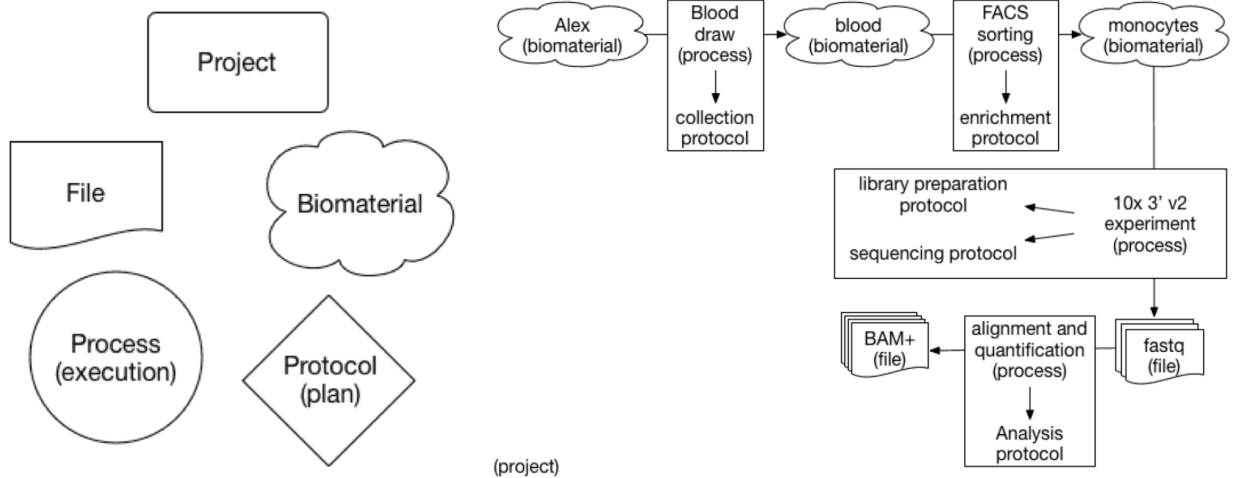 Project
File
Biomaterial
Process
(execution)
Protocol
(plan)
Alex
(biomaterial)
Blood
draw
(process)
collection
protocol
blood
(biomaterial)
FACS
sorting
(process)
enrichment
protocol
monocytes
(biomaterial)
library preparation
protocol
sequencing protocol
10x 3’ v2
experiment
(process)
BAM+
(file)
alignment and
quantification
(process)
Analysis
protocol
fastq
(file)
(project)